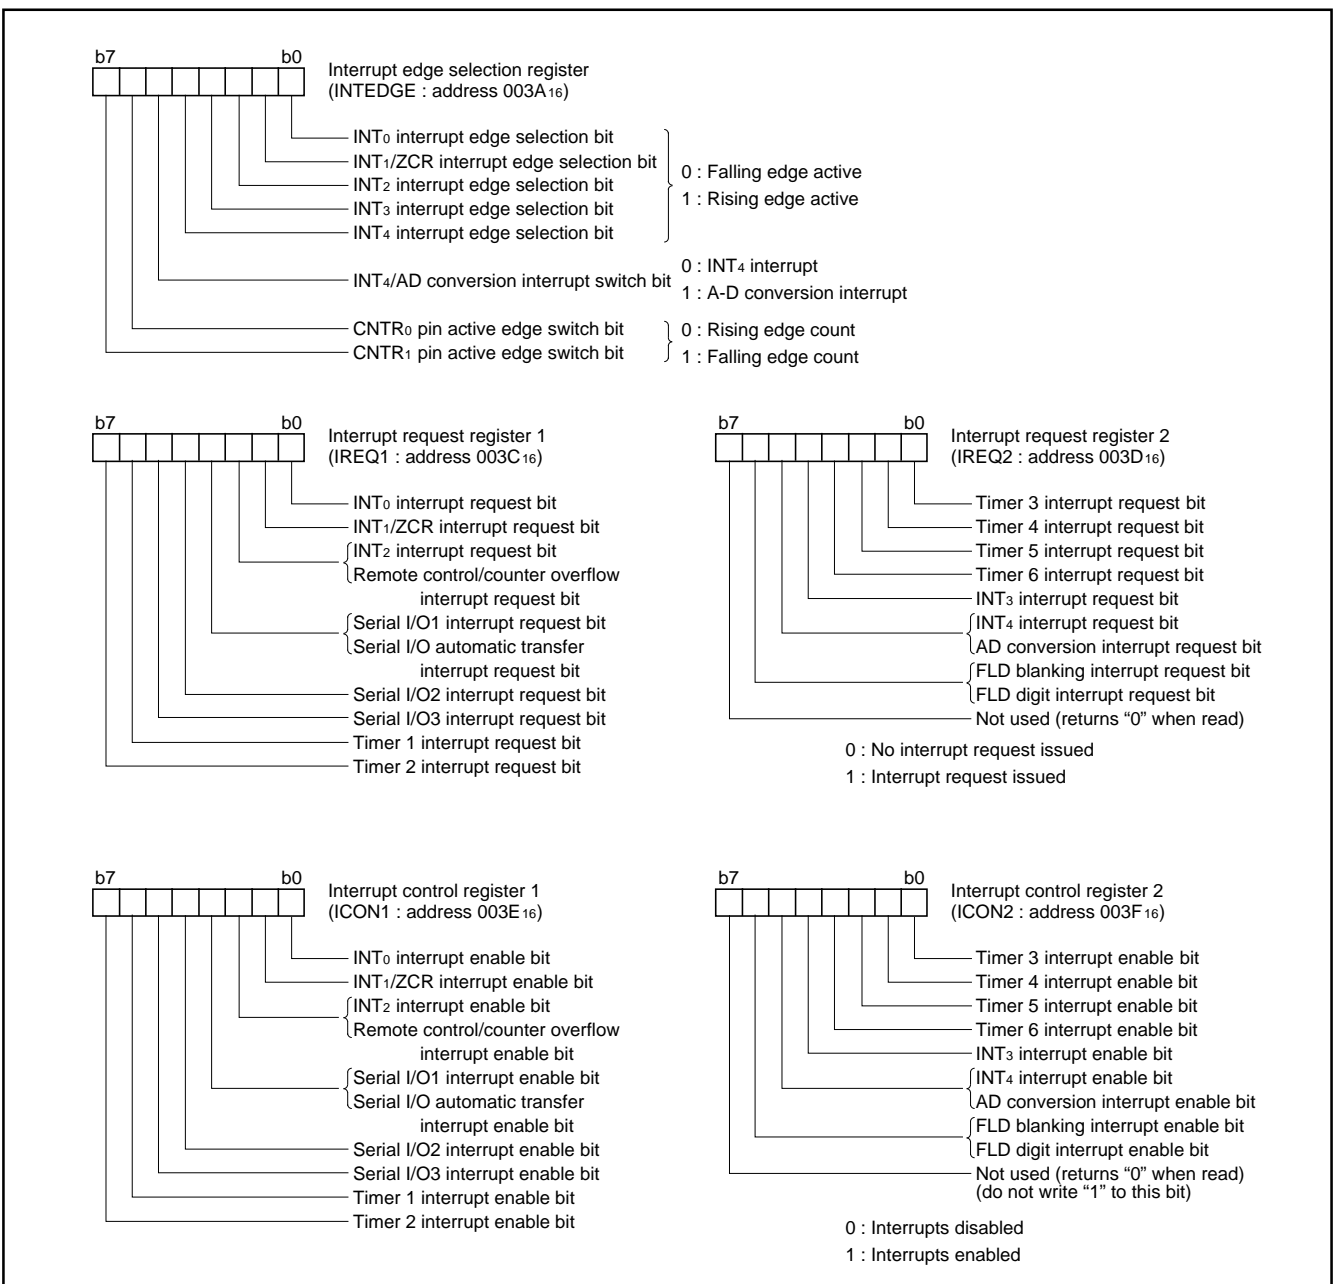 b7 b0
Interrupt edge selection register
(INTEDGE : address 003A16)
INT0 interrupt edge selection bit
INT1/ZCR interrupt edge selection bit
INT2 interrupt edge selection bit
INT3 interrupt edge selection bit
INT4 interrupt edge selection bit
0 : Falling edge active
1 : Rising edge active
INT4/AD conversion interrupt switch bit
0 : INT4 interrupt
1 : A-D conversion interrupt
CNTR0 pin active edge switch bit
CNTR1 pin active edge switch bit
0 : Rising edge count
1 : Falling edge count
b7 b0
Interrupt request register 1
(IREQ1 : address 003C16)
INT0 interrupt request bit
INT1/ZCR interrupt request bit
INT2 interrupt request bit
Remote control/counter overflow
interrupt request bit
Serial I/O1 interrupt request bit
Serial I/O automatic transfer
interrupt request bit
Serial I/O2 interrupt request bit
Serial I/O3 interrupt request bit
Timer 1 interrupt request bit
Timer 2 interrupt request bit
b7 b0
Interrupt request register 2
(IREQ2 : address 003D16)
Timer 3 interrupt request bit
Timer 4 interrupt request bit
Timer 5 interrupt request bit
Timer 6 interrupt request bit
INT3 interrupt request bit
INT4 interrupt request bit
AD conversion interrupt request bit
FLD blanking interrupt request bit
FLD digit interrupt request bit
Not used (returns “0” when read)
0 : No interrupt request issued
1 : Interrupt request issued
b7 b0
Interrupt control register 1
(ICON1 : address 003E16)
INT0 interrupt enable bit
INT1/ZCR interrupt enable bit
INT2 interrupt enable bit
Remote control/counter overflow
interrupt enable bit
Serial I/O1 interrupt enable bit
Serial I/O automatic transfer
interrupt enable bit
Serial I/O2 interrupt enable bit
Serial I/O3 interrupt enable bit
Timer 1 interrupt enable bit
Timer 2 interrupt enable bit
b7 b0
Interrupt control register 2
(ICON2 : address 003F16)
Timer 3 interrupt enable bit
Timer 4 interrupt enable bit
Timer 5 interrupt enable bit
Timer 6 interrupt enable bit
INT3 interrupt enable bit
INT4 interrupt enable bit
AD conversion interrupt enable bit
FLD blanking interrupt enable bit
FLD digit interrupt enable bit
Not used (returns “0” when read)
(do not write “1” to this bit)
0 : Interrupts disabled
1 : Interrupts enabled